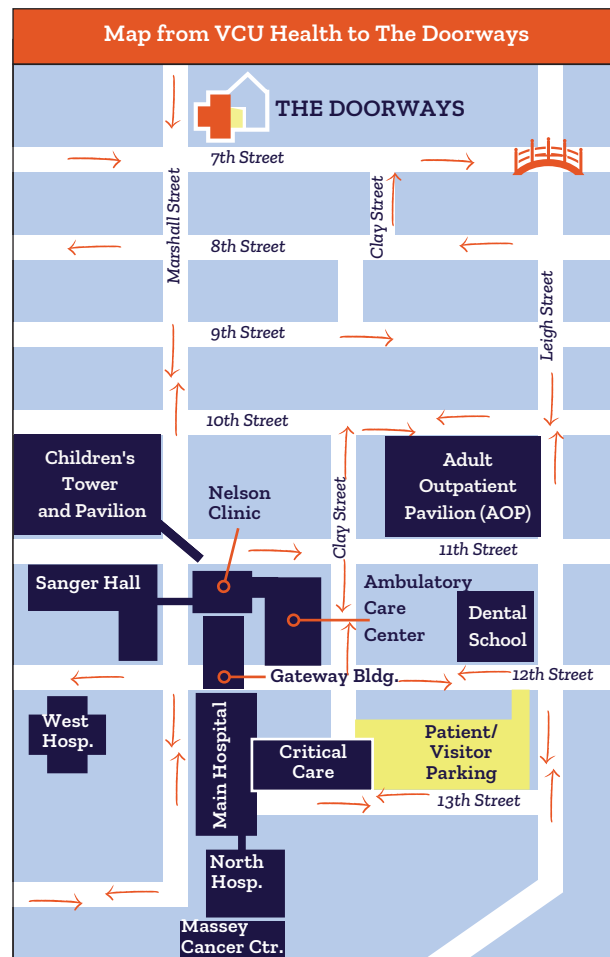 Map from VCU Health to The Doorways
THE DOORWAYS
7th Street
Marshall Street
Clay Street
8th Street
Leigh Street
9th Street
10th Street
Children's
Tower
and Pavilion
Nelson
Clinic
Clay Street
Adult
Outpatient
Pavilion (AOP)
11th Street
Sanger Hall
Ambulatory
Care
Center
Dental
School
Gateway Bldg.
12th Street
West
Hosp.
Main Hospital
Critical
Care
Patient/
Visitor
Parking
13th Street
North
Hosp.
Massey
Cancer Ctr.